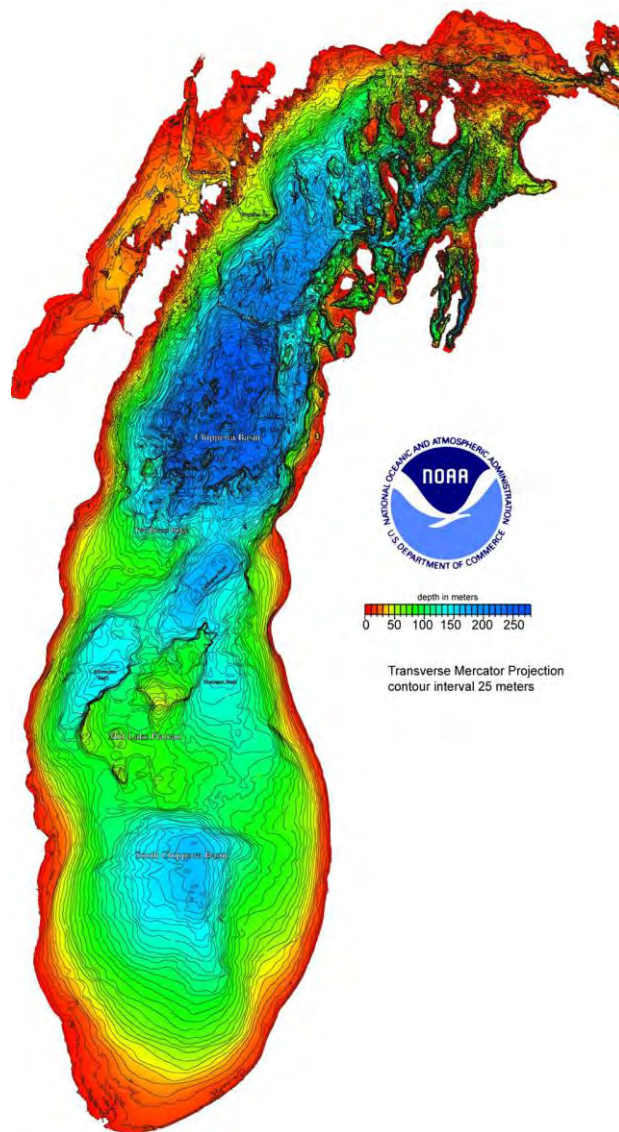 Chippewa Basin
NATIONAL OCEANIC AND ATMOSPHERIC ADMINISTRATION
NOAA
U.S. DEPARTMENT OF COMMERCE
depth in meters
0 50 100 150 200 250
Transverse Mercator Projection
contour interval 25 meters
Mid Lake Plateau
South Chippewa Basin